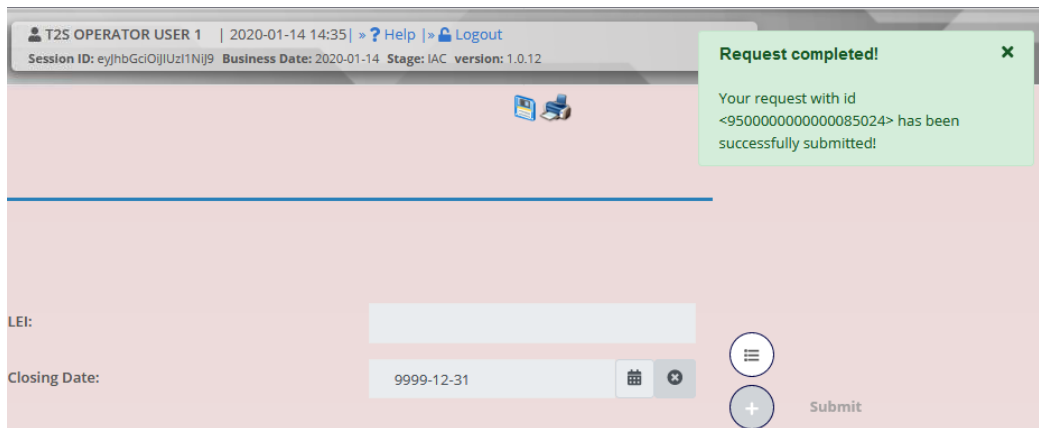 T2S OPERATOR USER 1 | 2020-01-14 14:35| » ? Help |» Logout
Session ID: eyJhbGciOiJIUzI1NiJ9 Business Date: 2020-01-14 Stage: IAC version: 1.0.12
Request completed!
Your request with id
<9500000000000085024> has been
successfully submitted!
LEI:
Closing Date: 9999-12-31
Submit